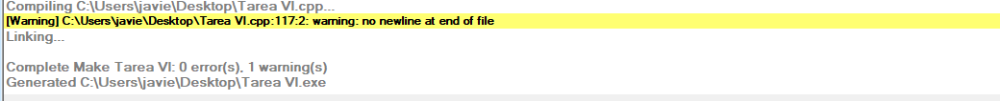 Compiling C:\Users\javie\Desktop\Tarea VI.cpp...
[Warning] C:\Users\javie\Desktop\Tarea VI.cpp:117:2: warning: no newline at end of file
Linking...
Complete Make Tarea VI: 0 error(s), 1 warning(s)
Generated C:\Users\javie\Desktop\Tarea VI.exe